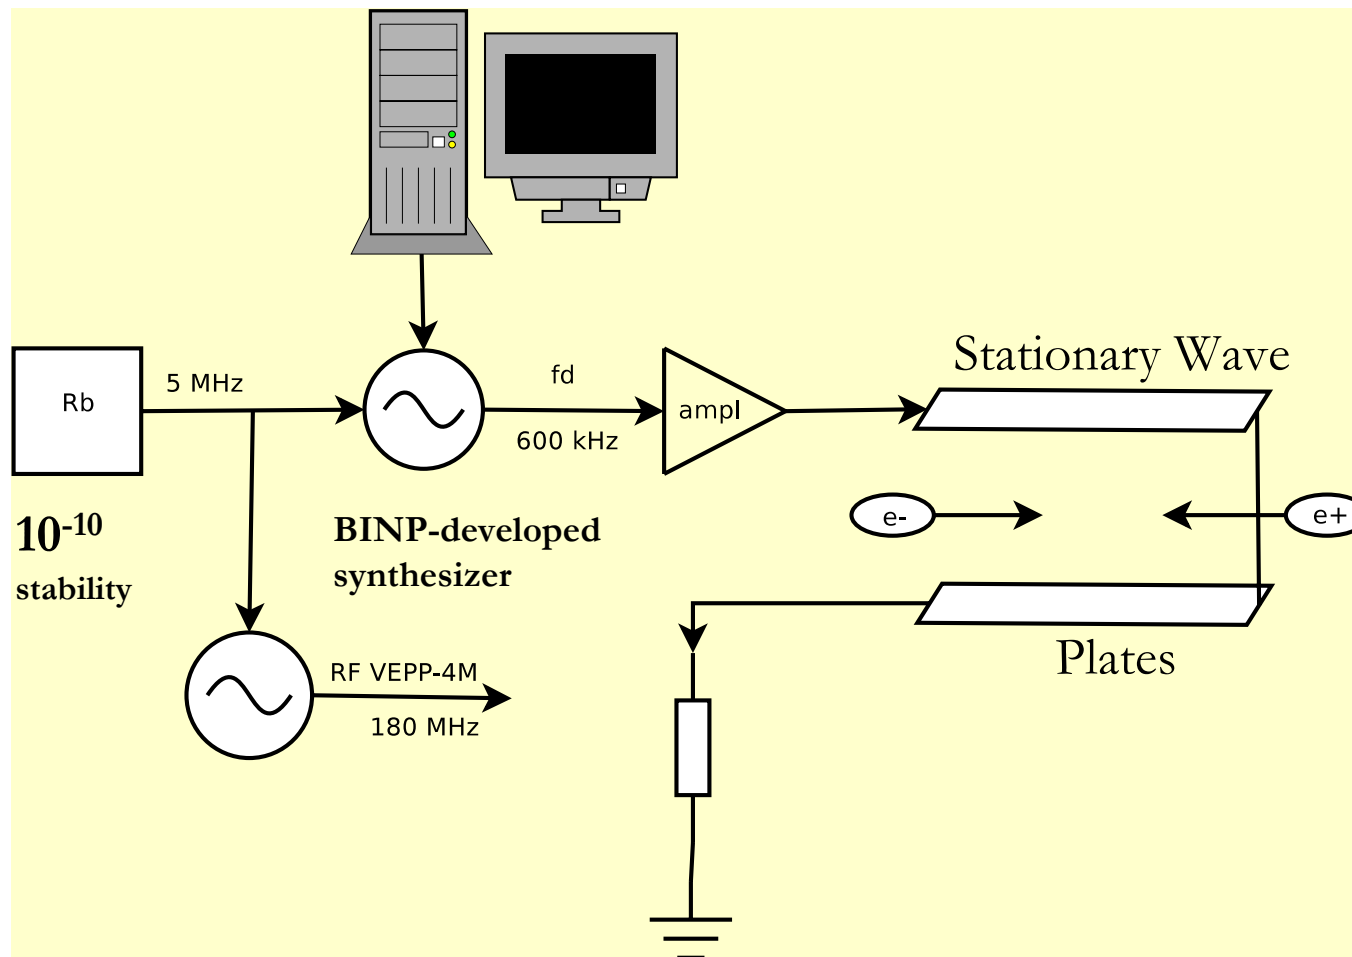 Stationary Wave
5 MHz
fd
Rb
ampl
600 kHz
10⁻¹⁰
stability
BINP-developed
synthesizer
e-
e+
Plates
RF VEPP-4M
180 MHz